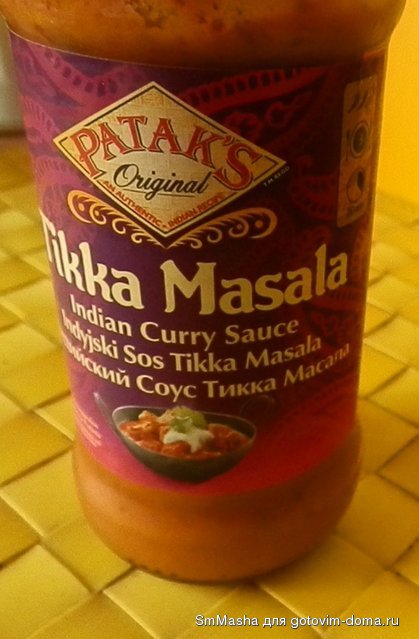 PATAK'S
Original
AN AUTHENTIC INDIAN RECIPE
Tikka Masala
Indian Curry Sauce
Indyjski Sos Tikka Masala
Соус Тикка Масала
SmMasha для gotovim-doma.ru